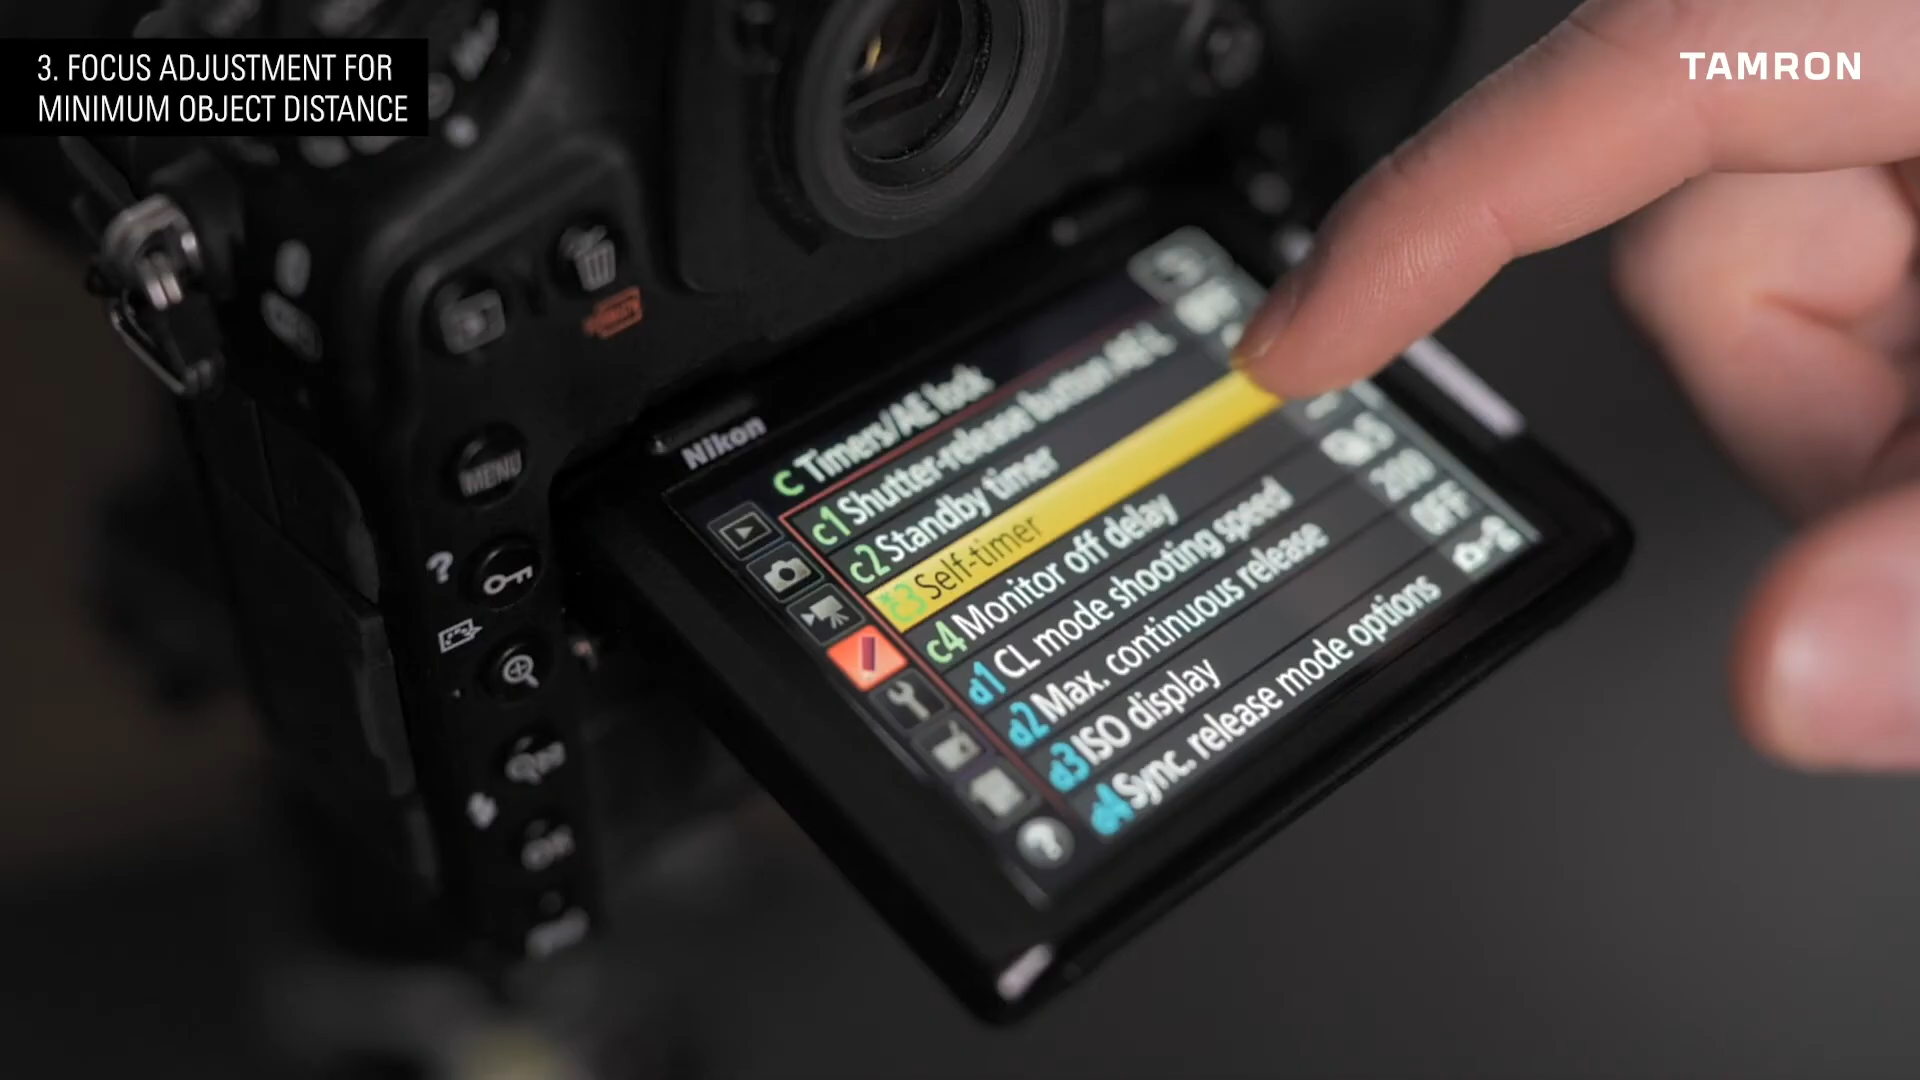 3. FOCUS ADJUSTMENT FOR
MINIMUM OBJECT DISTANCE
TAMRON
Nikon
MENU
?
C Timers/AE lock
c1 Shutter-release button AE-L
c2 Standby timer
*c3 Self-timer
c4 Monitor off delay
d1 CL mode shooting speed
5
d2 Max. continuous release
200
d3 ISO display
OFF
d4 Sync. release mode options
?